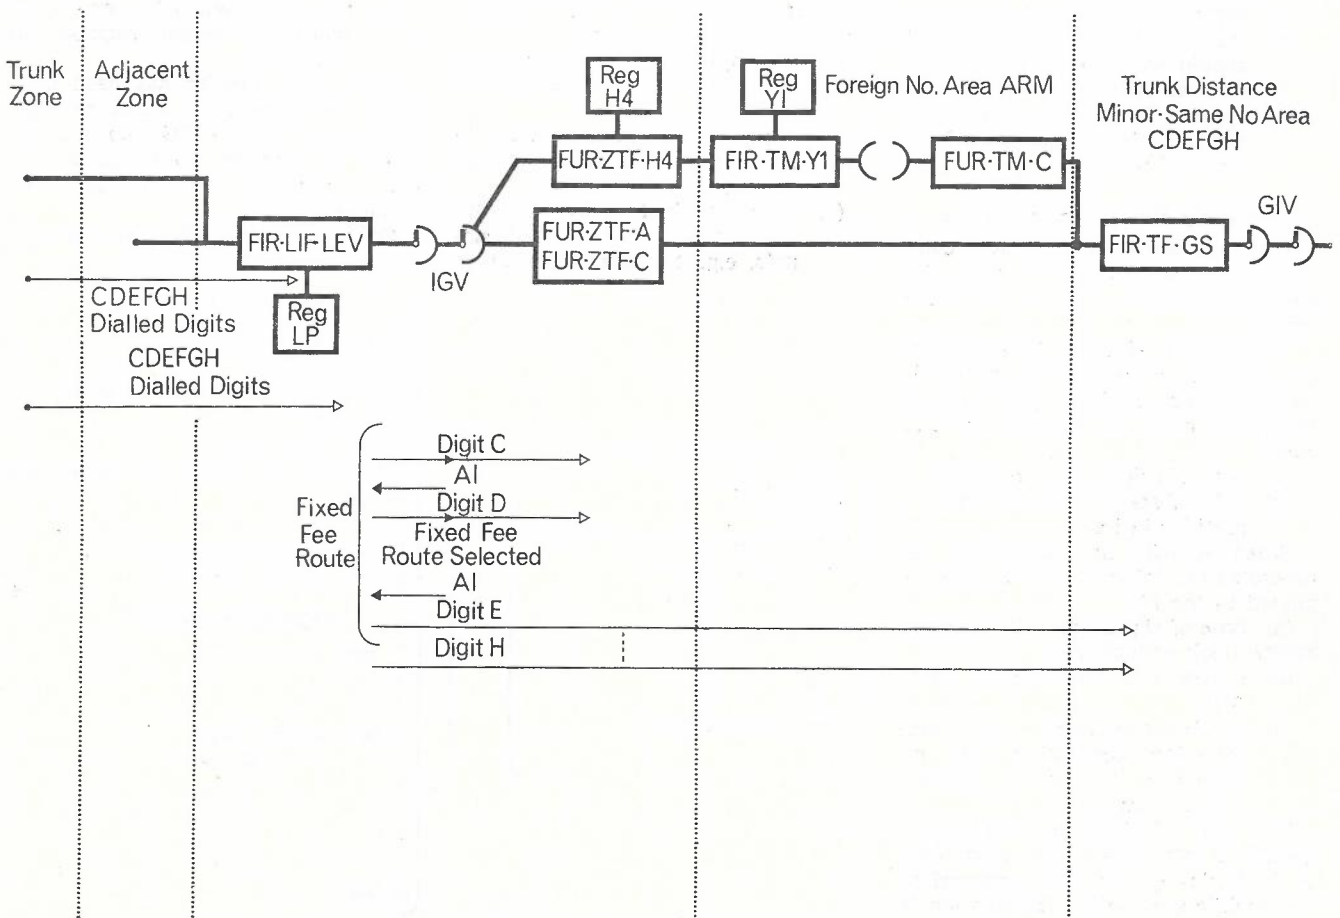 Trunk
Zone
Adjacent
Zone
Reg
H4
Reg
Y1
Foreign No. Area ARM
Trunk Distance
Minor·Same No Area
CDEFGH
FUR·ZTF·H4
FIR·TM·Y1
FUR·TM·C
GIV
FIR·LIF·LEV
IGV
FUR·ZTF·A
FUR·ZTF·C
FIR·TF·GS
CDEFGH
Dialled Digits
Reg
LP
CDEFGH
Dialled Digits
Fixed
Fee
Route
Digit C
A1
Digit D
Fixed Fee
Route Selected
A1
Digit E
Digit H